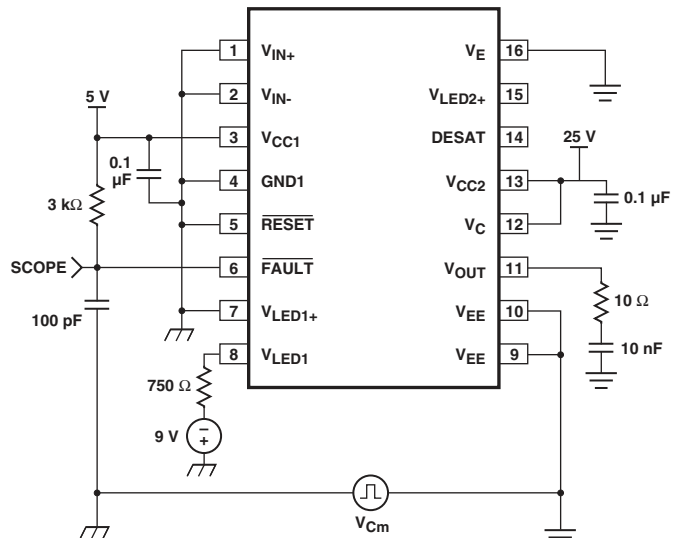 1 V_IN+
2 V_IN-
3 V_CC1
4 GND1
5 RESET
6 FAULT
7 V_LED1+
8 V_LED1
V_E 16
V_LED2+ 15
DESAT 14
V_CC2 13
V_C 12
V_OUT 11
V_EE 10
V_EE 9
5 V
0.1
µF
3 kΩ
SCOPE
100 pF
750 Ω
9 V
−
+
25 V
0.1 µF
10 Ω
10 nF
V_Cm